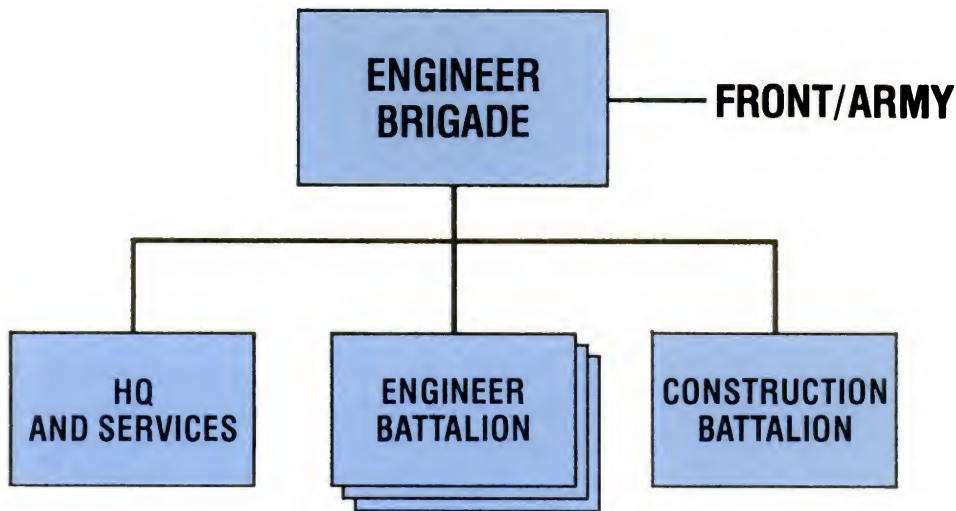 ENGINEER
BRIGADE
FRONT/ARMY
HQ
AND SERVICES
ENGINEER
BATTALION
CONSTRUCTION
BATTALION